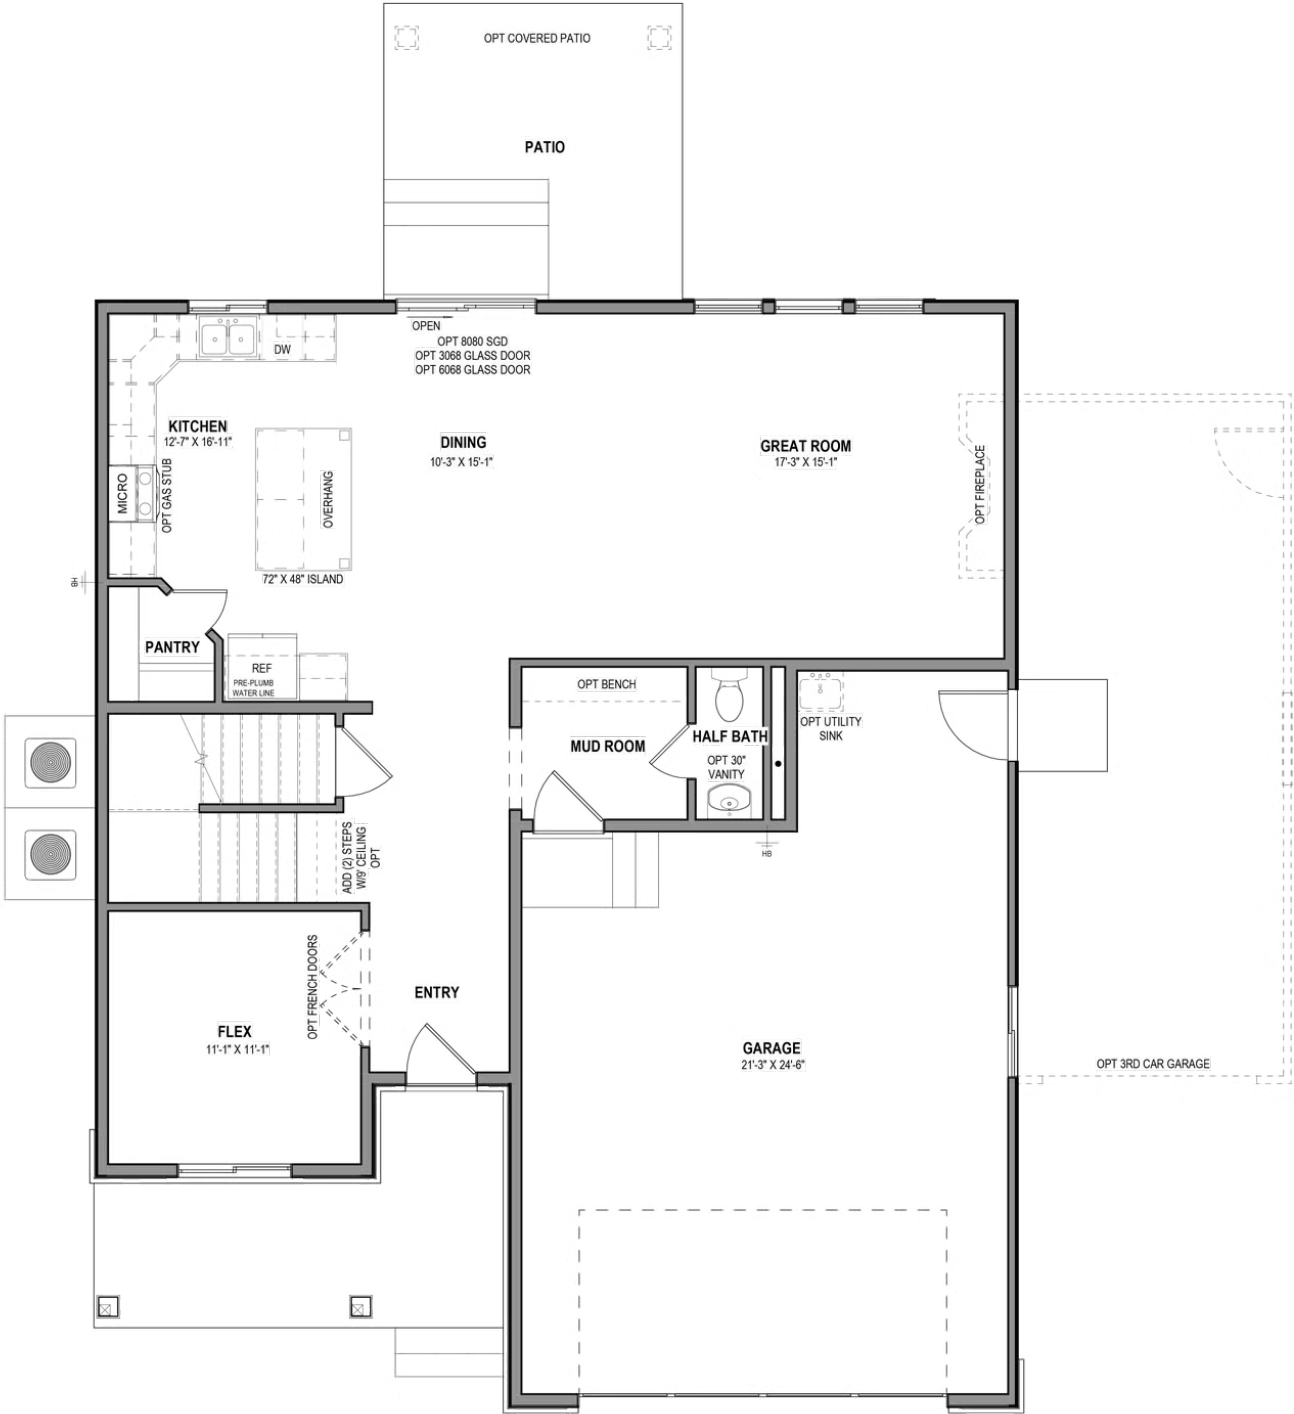 OPT COVERED PATIO
PATIO
OPEN
OPT 8080 SGD
OPT 3068 GLASS DOOR
OPT 6068 GLASS DOOR
DW
KITCHEN
12'-7" X 16'-11"
MICRO
OPT GAS STUB
OVERHANG
72" X 48" ISLAND
DINING
10'-3" X 15'-1"
GREAT ROOM
17'-3" X 15'-1"
OPT FIREPLACE
HB
PANTRY
REF
PRE-PLUMB
WATER LINE
OPT BENCH
MUD ROOM
HALF BATH
OPT 30"
VANITY
OPT UTILITY
SINK
HB
ADD (2) STEPS
W/9' CEILING
OPT
OPT FRENCH DOORS
ENTRY
FLEX
11'-1" X 11'-1"
GARAGE
21'-3" X 24'-6"
OPT 3RD CAR GARAGE